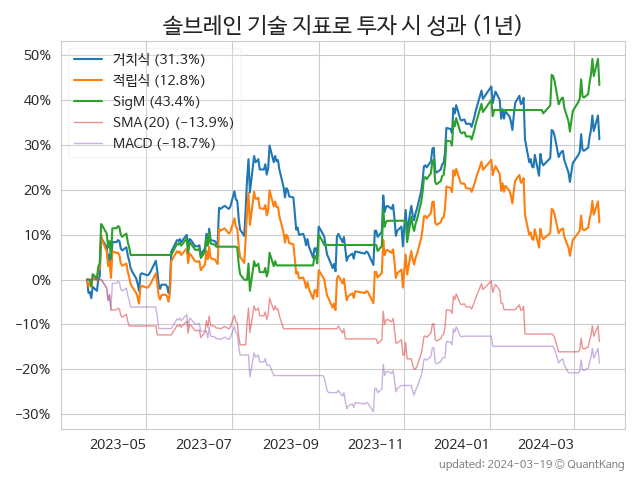 솔브레인 기술 지표로 투자 시 성과 (1년)
거치식 (31.3%)
적립식 (12.8%)
SigM (43.4%)
SMA(20) (−13.9%)
MACD (−18.7%)
50%
40%
30%
20%
10%
0%
−10%
−20%
−30%
2023-05 2023-07 2023-09 2023-11 2024-01 2024-03
updated: 2024-03-19 © QuantKang